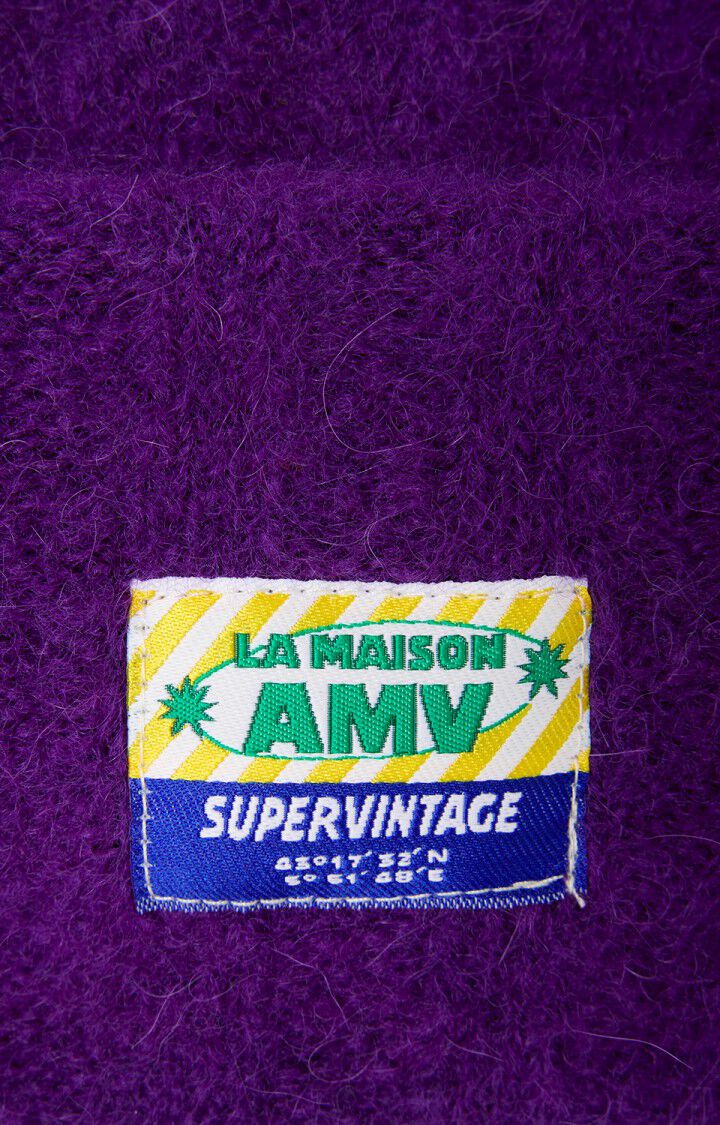 LA MAISON
AMV
SUPERVINTAGE
43°17'32'N
5° 51' 48'E